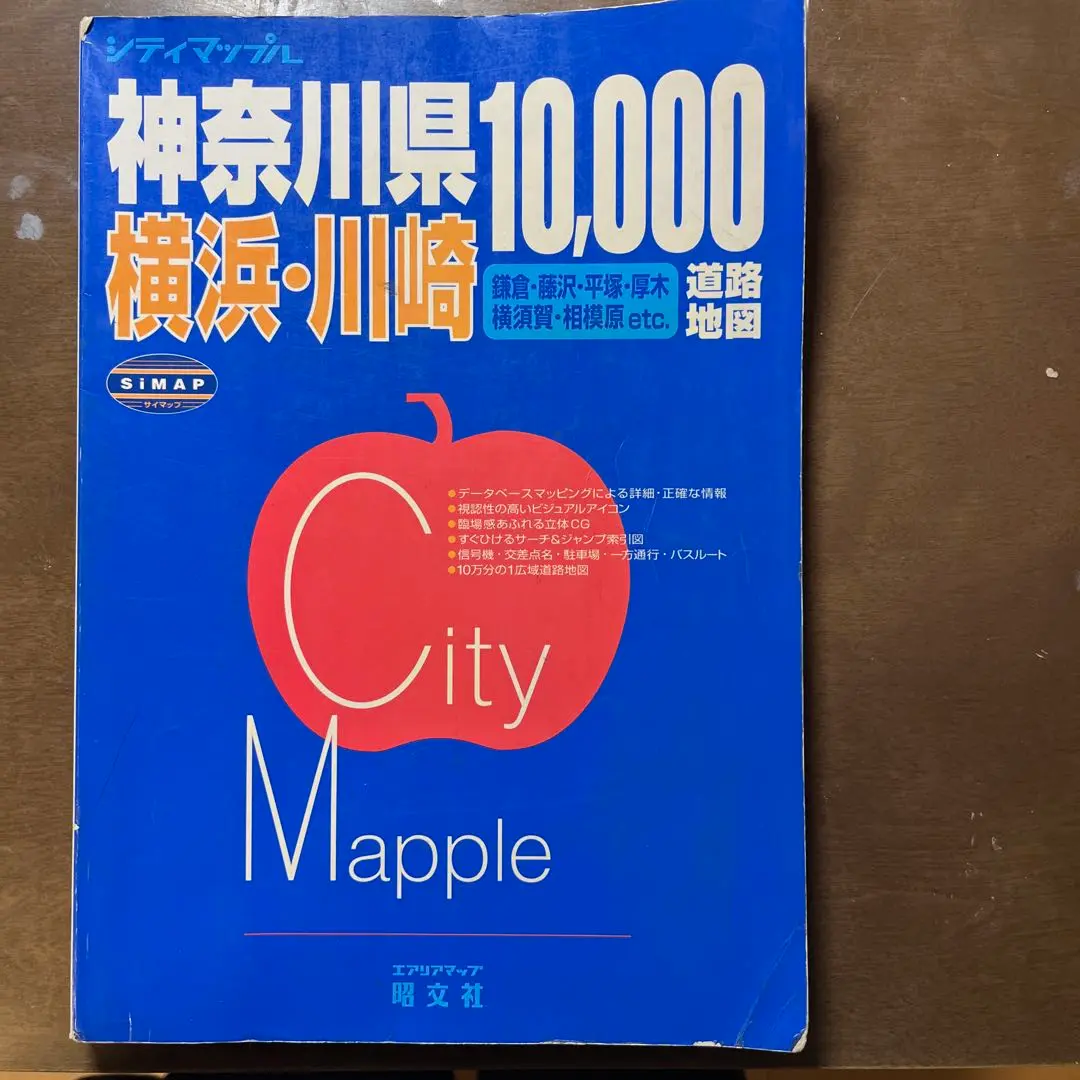 シティマップル
神奈川県10,000
横浜・川崎
鎌倉・藤沢・平塚・厚木
横須賀・相模原 etc.
道路
地図
SiMAP
サイマップ
データベースマッピングによる詳細・正確な情報
視認性の高いビジュアルアイコン
臨場感あふれる立体CG
すぐひけるサーチ&ジャンプ索引図
信号機・交差点名・駐車場・一方通行・バスルート
10万分の1広域道路地図
City
Mapple
エアリアマップ
昭文社